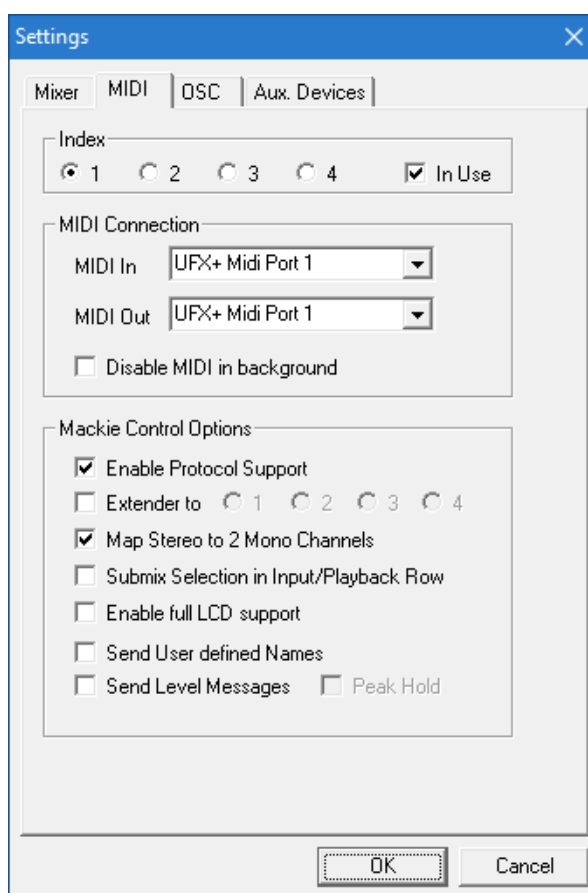 Settings
Mixer MIDI OSC Aux. Devices
Index
1 2 3 4 In Use
MIDI Connection
MIDI In UFX+ Midi Port 1
MIDI Out UFX+ Midi Port 1
Disable MIDI in background
Mackie Control Options
Enable Protocol Support
Extender to 1 2 3 4
Map Stereo to 2 Mono Channels
Submix Selection in Input/Playback Row
Enable full LCD support
Send User defined Names
Send Level Messages Peak Hold
OK Cancel